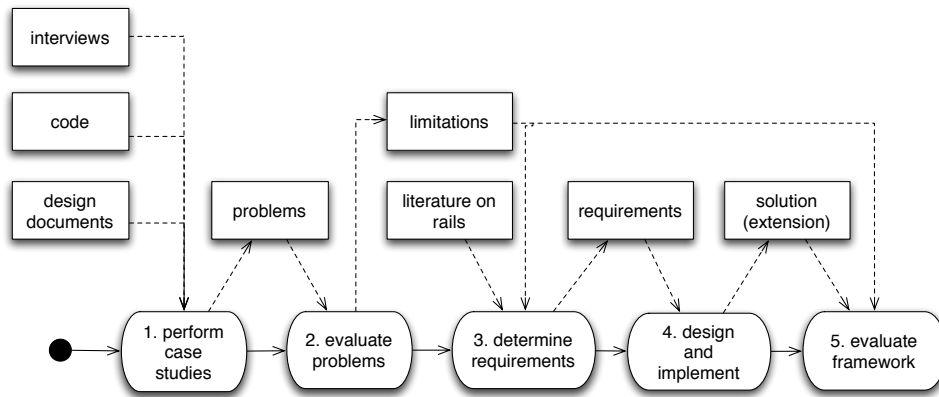 interviews
code
limitations
design
documents
problems
literature on
rails
requirements
solution
(extension)
1. perform
case
studies
2. evaluate
problems
3. determine
requirements
4. design
and
implement
5. evaluate
framework